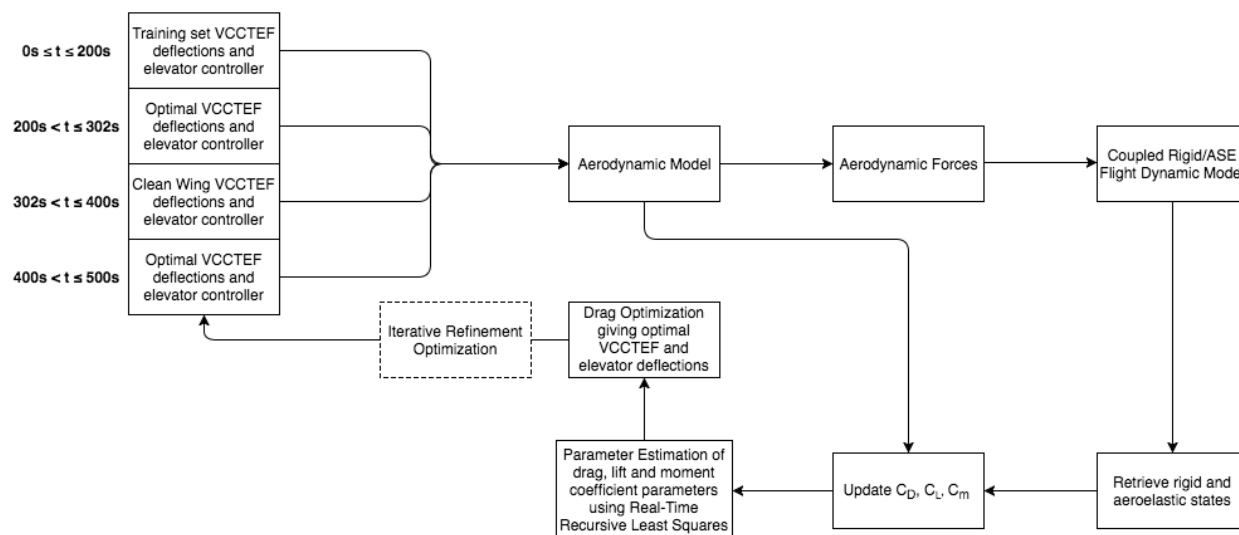 0s ≤ t ≤ 200s
Training set VCCTEF
deflections and
elevator controller
200s < t ≤ 302s
Optimal VCCTEF
deflections and
elevator controller
302s < t ≤ 400s
Clean Wing VCCTEF
deflections and
elevator controller
400s < t ≤ 500s
Optimal VCCTEF
deflections and
elevator controller
Aerodynamic Model
Aerodynamic Forces
Coupled Rigid/ASE
Flight Dynamic Model
Iterative Refinement
Optimization
Drag Optimization
giving optimal
VCCTEF and
elevator deflections
Parameter Estimation of
drag, lift and moment
coefficient parameters
using Real-Time
Recursive Least Squares
Update C_D, C_L, C_m
Retrieve rigid and
aeroelastic states